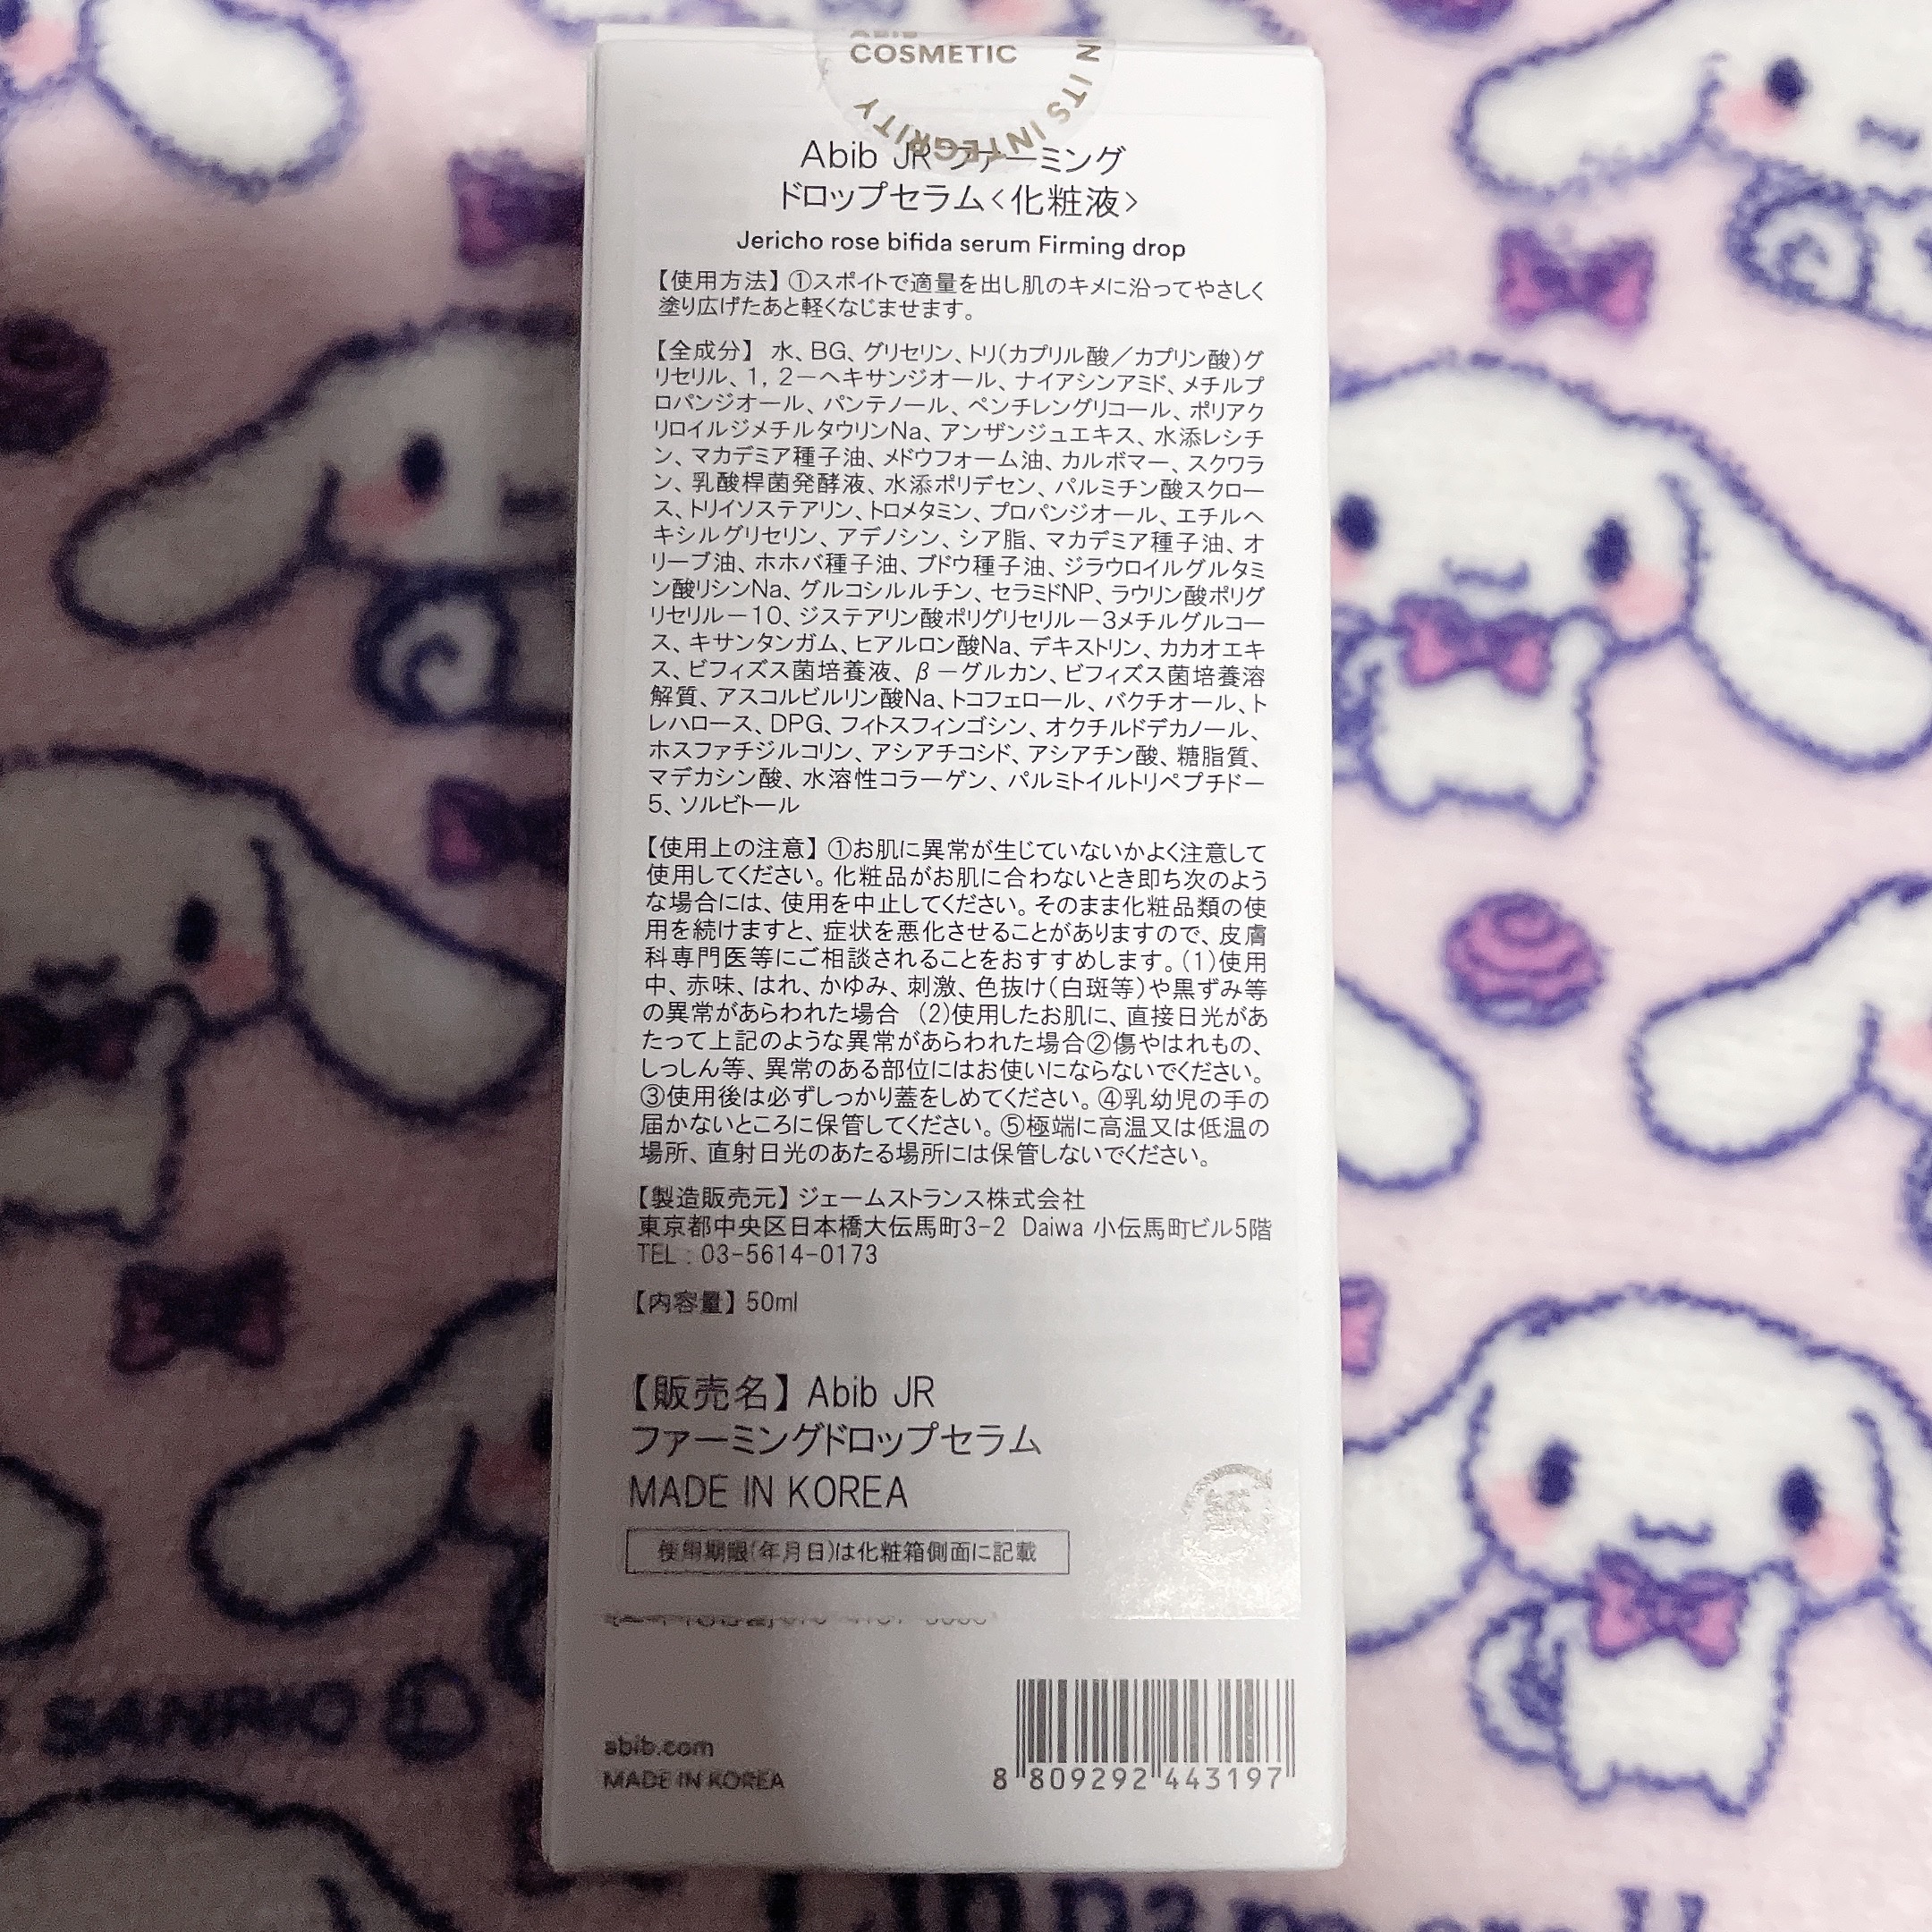 COSMETIC
IN ITS INTEGRITY
Abib JR ファーミング
ドロップセラム<化粧液>
Jericho rose bifida serum Firming drop
【使用方法】①スポイトで適量を出し肌のキメに沿ってやさしく
塗り広げたあと軽くなじませます。
【全成分】 水、BG、グリセリン、トリ(カプリル酸／カプリン酸)グ
リセリル、1, 2－ヘキサンジオール、ナイアシンアミド、メチルプ
ロパンジオール、パンテノール、ペンチレングリコール、ポリアク
リロイルジメチルタウリンNa、アンザンジュエキス、水添レシチ
ン、マカデミア種子油、メドウフォーム油、カルボマー、スクワラ
ン、乳酸桿菌発酵液、水添ポリデセン、パルミチン酸スクロー
ス、トリイソステアリン、トロメタミン、プロパンジオール、エチルヘ
キシルグリセリン、アデノシン、シア脂、マカデミア種子油、オ
リーブ油、ホホバ種子油、ブドウ種子油、ジラウロイルグルタミ
ン酸リシンNa、グルコシルルチン、セラミドNP、ラウリン酸ポリグ
リセリル－10、ジステアリン酸ポリグリセリル－3メチルグルコー
ス、キサンタンガム、ヒアルロン酸Na、デキストリン、カカオエキ
ス、ビフィズス菌培養液、β－グルカン、ビフィズス菌培養溶
解質、アスコルビルリン酸Na、トコフェロール、バクチオール、ト
レハロース、DPG、フィトスフィンゴシン、オクチルドデカノール、
ホスファチジルコリン、アシアチコシド、アシアチン酸、糖脂質、
マデカシン酸、水溶性コラーゲン、パルミトイルトリペプチドー
5、ソルビトール
【使用上の注意】①お肌に異常が生じていないかよく注意して
使用してください。化粧品がお肌に合わないとき即ち次のよう
な場合には、使用を中止してください。そのまま化粧品類の使
用を続けますと、症状を悪化させることがありますので、皮膚
科専門医等にご相談されることをおすすめします。(1)使用
中、赤味、はれ、かゆみ、刺激、色抜け(白斑等)や黒ずみ等
の異常があらわれた場合 (2)使用したお肌に、直接日光があ
たって上記のような異常があらわれた場合②傷やはれもの、
しっしん等、異常のある部位にはお使いにならないでください。
③使用後は必ずしっかり蓋をしめてください。④乳幼児の手の
届かないところに保管してください。⑤極端に高温又は低温の
場所、直射日光のあたる場所には保管しないでください。
【製造販売元】ジェームストランス株式会社
東京都中央区日本橋大伝馬町3-2 Daiwa 小伝馬町ビル5階
TEL : 03-5614-0173
【内容量】50ml
【販売名】Abib JR
ファーミングドロップセラム
MADE IN KOREA
使用期限(年月日)は化粧箱側面に記載
abib.com
MADE IN KOREA
8 809292 443197
SANRIO